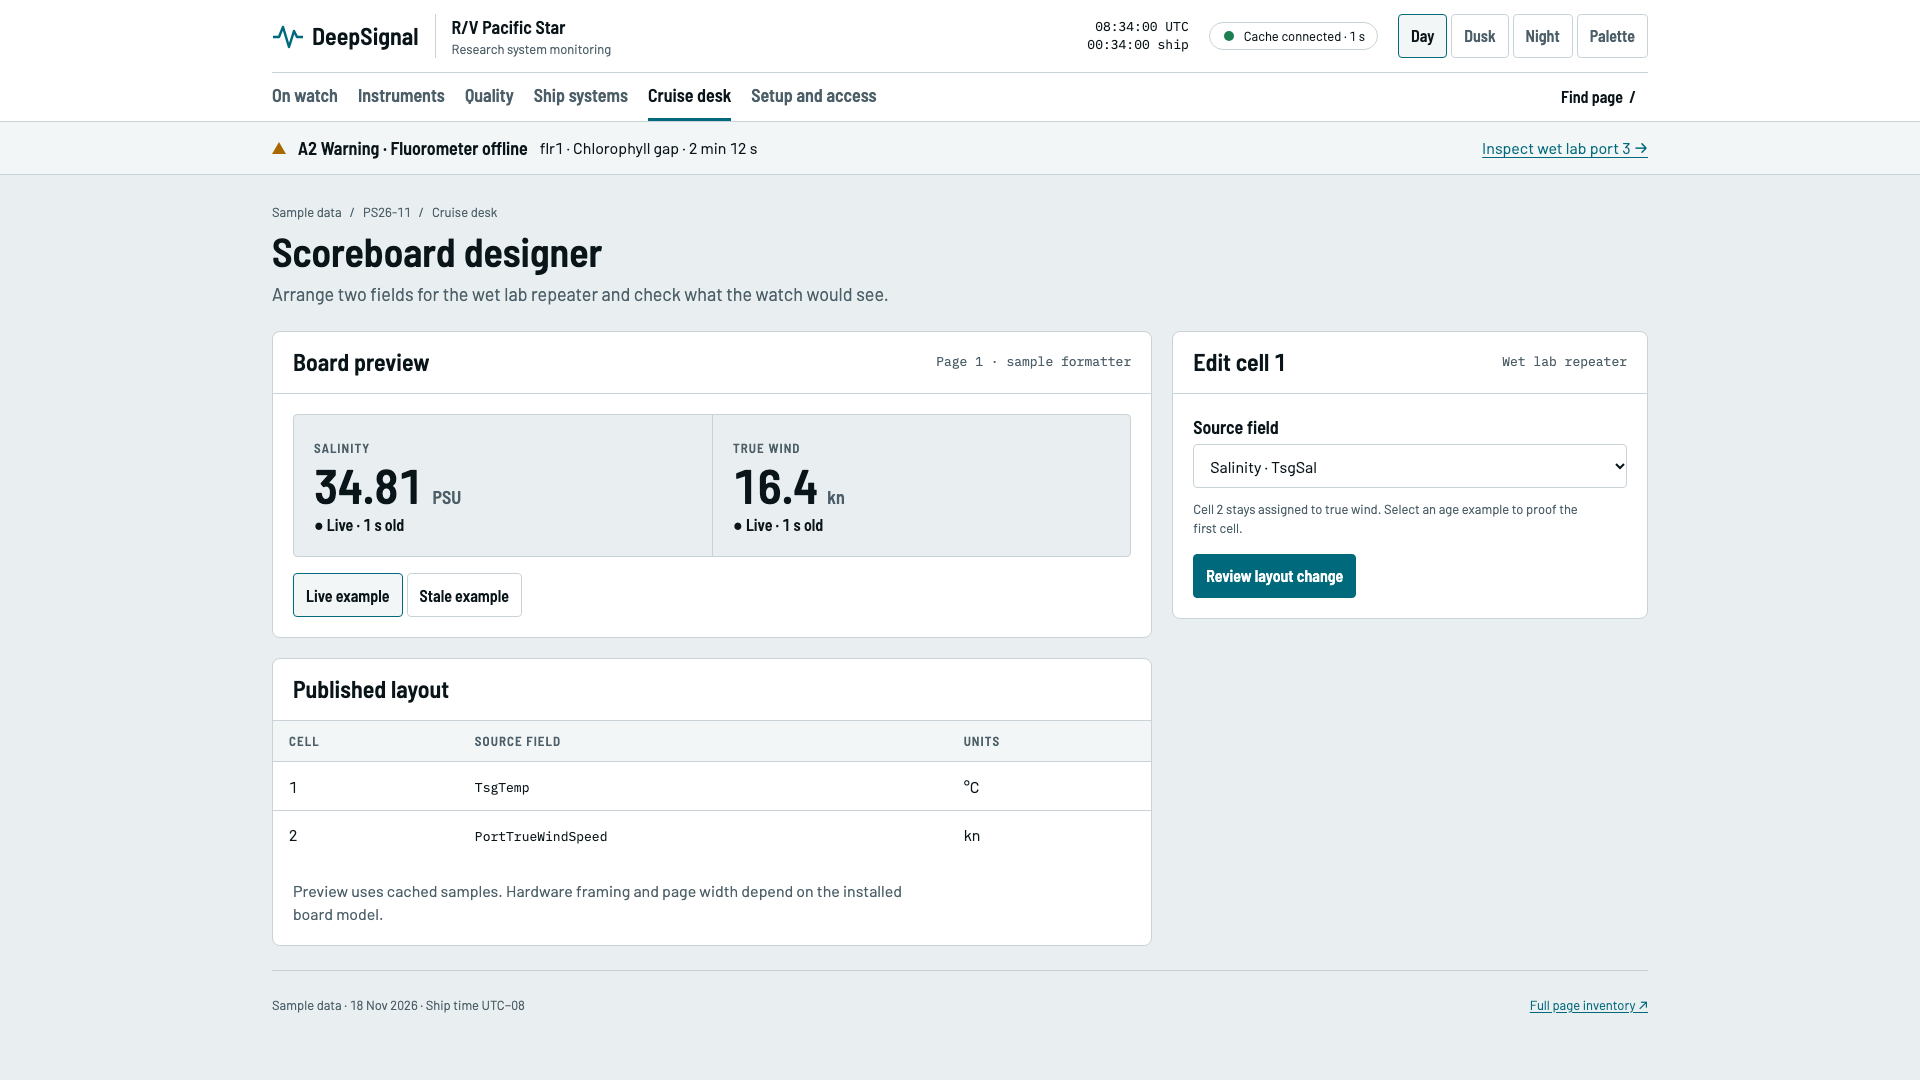 DeepSignal
R/V Pacific Star
Research system monitoring
08:34:00 UTC
00:34:00 ship
Cache connected · 1 s
Day
Dusk
Night
Palette
On watch
Instruments
Quality
Ship systems
Cruise desk
Setup and access
Find page /
A2 Warning · Fluorometer offline
flr1 · Chlorophyll gap · 2 min 12 s
Inspect wet lab port 3 →
Sample data / PS26-11 / Cruise desk
Scoreboard designer
Arrange two fields for the wet lab repeater and check what the watch would see.
Board preview
Page 1 · sample formatter
SALINITY
34.81 PSU
● Live · 1 s old
TRUE WIND
16.4 kn
● Live · 1 s old
Live example
Stale example
Edit cell 1
Wet lab repeater
Source field
Salinity · TsgSal
Cell 2 stays assigned to true wind. Select an age example to proof the
first cell.
Review layout change
Published layout
CELL SOURCE FIELD UNITS
1 TsgTemp °C
2 PortTrueWindSpeed kn
Preview uses cached samples. Hardware framing and page width depend on the installed
board model.
Sample data · 18 Nov 2026 · Ship time UTC−08
Full page inventory ↗